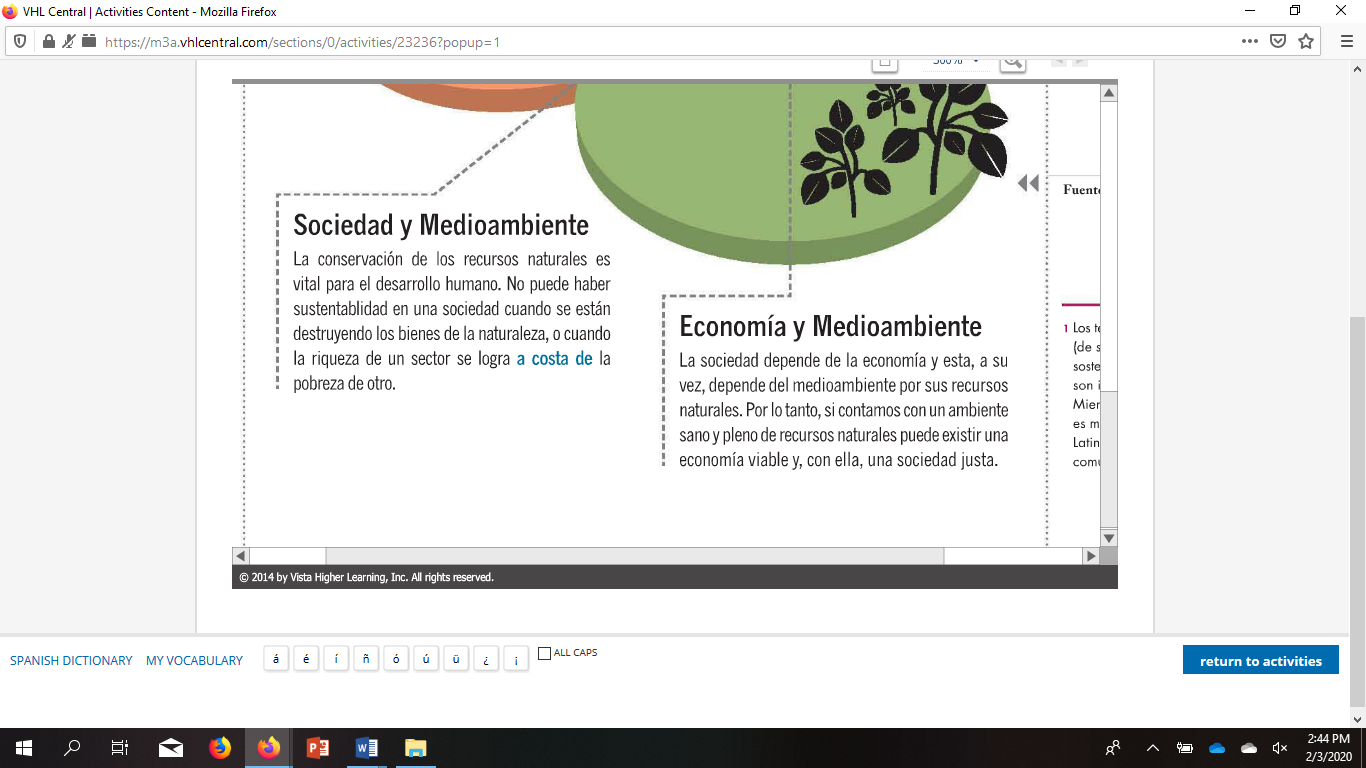 VHL Central | Activities Content - Mozilla Firefox
https://m3a.vhlcentral.com/sections/0/activities/23236?popup=1
Sociedad y Medioambiente
La conservación de los recursos naturales es
vital para el desarrollo humano. No puede haber
sustentablidad en una sociedad cuando se están
destruyendo los bienes de la naturaleza, o cuando
la riqueza de un sector se logra a costa de la
pobreza de otro.
Economía y Medioambiente
La sociedad depende de la economía y esta, a su
vez, depende del medioambiente por sus recursos
naturales. Por lo tanto, si contamos con un ambiente
sano y pleno de recursos naturales puede existir una
economía viable y, con ella, una sociedad justa.
1 Los
(de
son
es
© 2014 by Vista Higher Learning, Inc. All rights reserved.
SPANISH DICTIONARY MY VOCABULARY á é í ñ ó ú ü ¿ ¡ ALL CAPS
return to activities
2:44 PM
2/3/2020